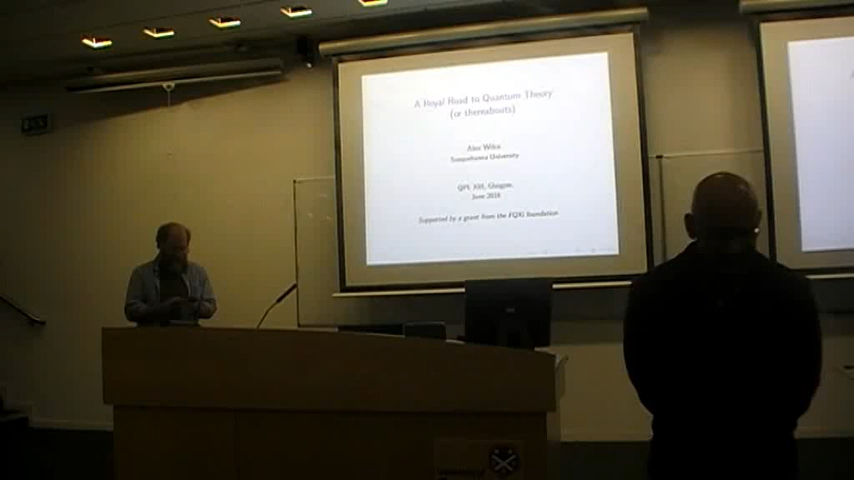 A Royal Road to Quantum Theory
(or thereabouts)
Alex Wilce
Susquehanna University
QPL XIII, Glasgow,
June 2016
Supported by a grant from the FQXi foundation